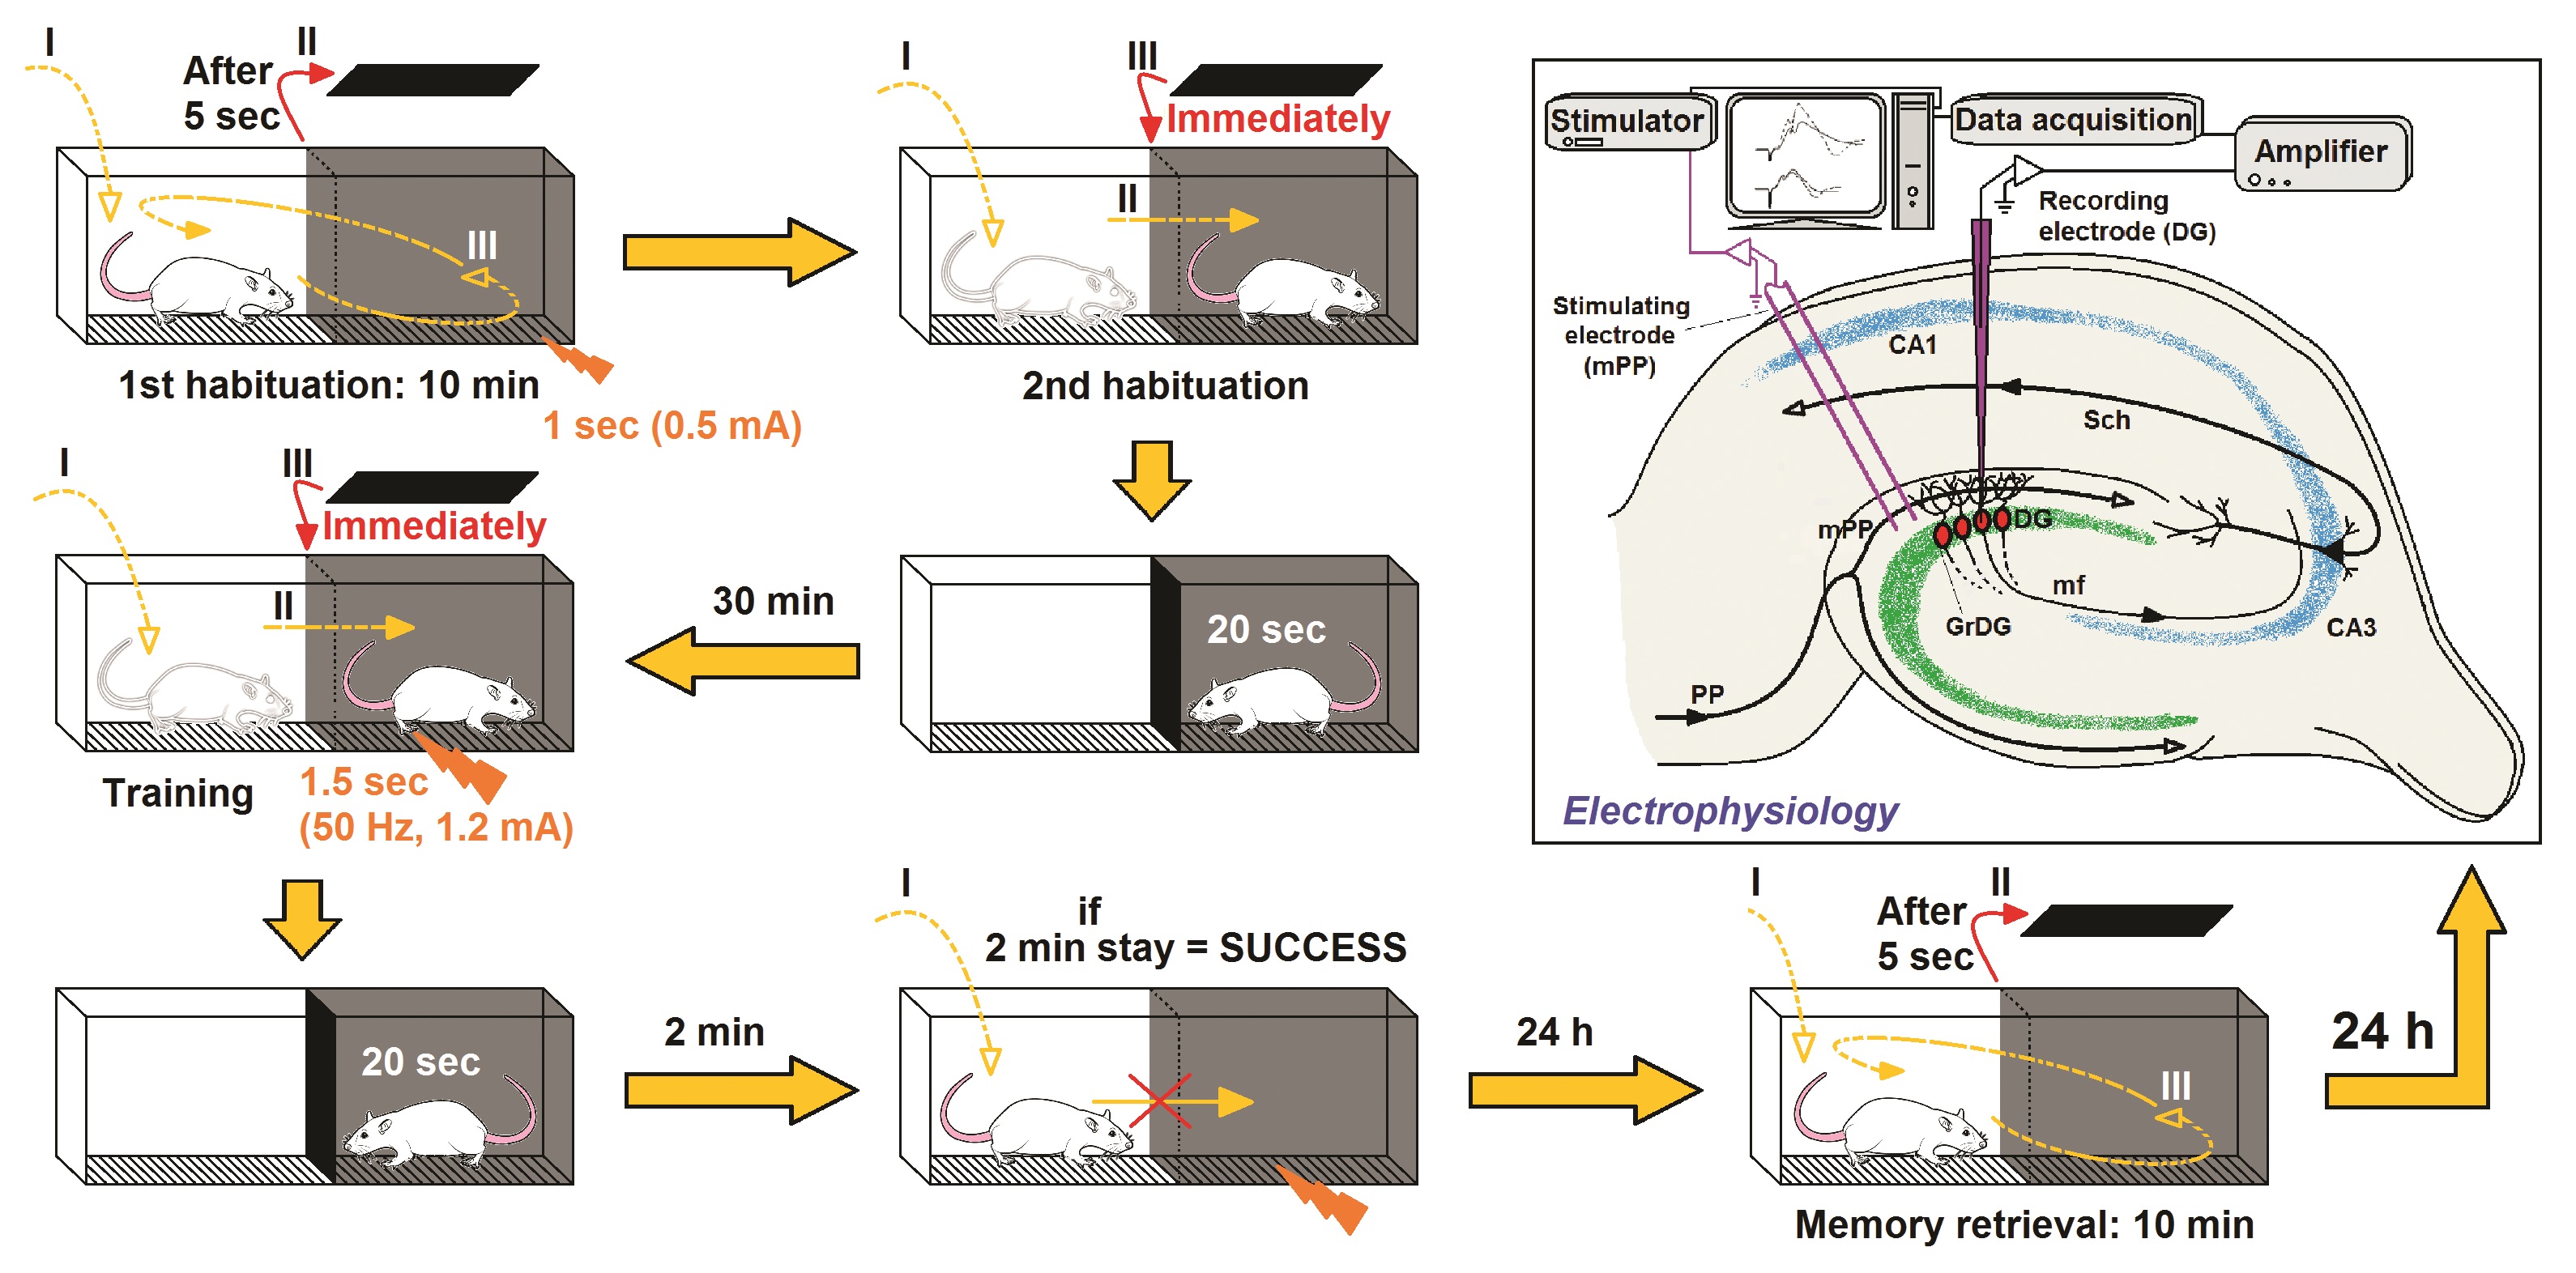 I
II
After
5 sec
III
1st habituation: 10 min
1 sec (0.5 mA)
I
III
Immediately
II
2nd habituation
I
III
Immediately
II
Training
1.5 sec
(50 Hz, 1.2 mA)
30 min
20 sec
20 sec
2 min
I
if
2 min stay = SUCCESS
24 h
I
II
After
5 sec
III
Memory retrieval: 10 min
24 h
Stimulator
Data acquisition
Amplifier
Recording
electrode (DG)
Stimulating
electrode
(mPP)
CA1
Sch
mPP
DG
mf
GrDG
CA3
PP
Electrophysiology